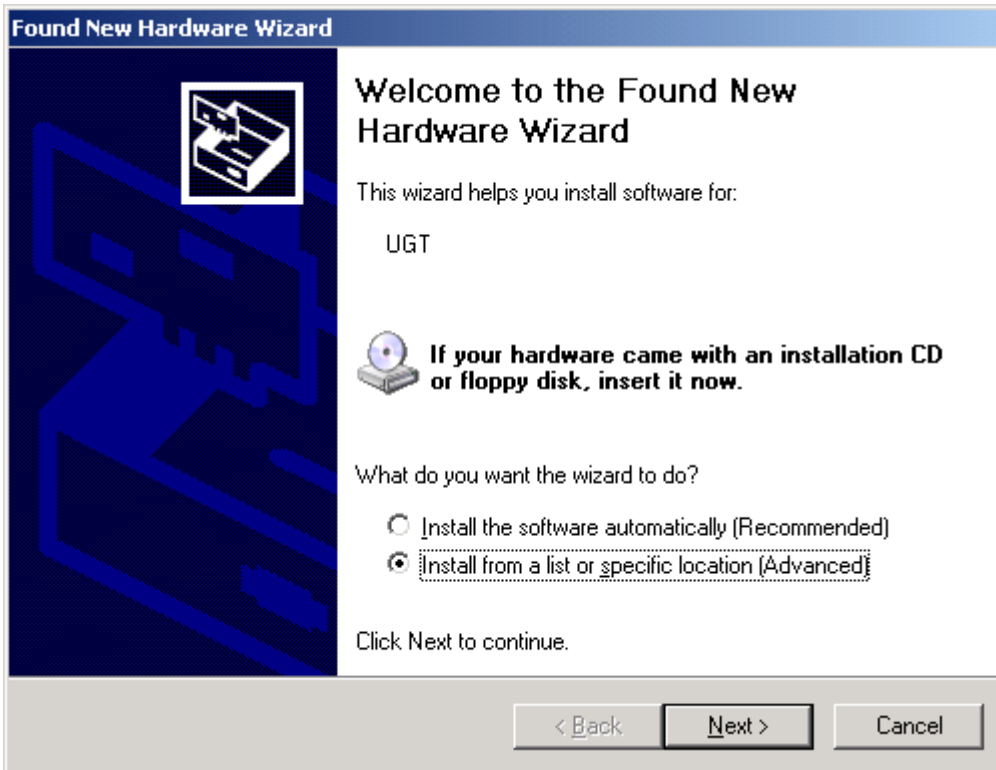 Found New Hardware Wizard
Welcome to the Found New
Hardware Wizard
This wizard helps you install software for:
UGT
If your hardware came with an installation CD
or floppy disk, insert it now.
What do you want the wizard to do?
Install the software automatically (Recommended)
Install from a list or specific location (Advanced)
Click Next to continue.
< Back Next > Cancel